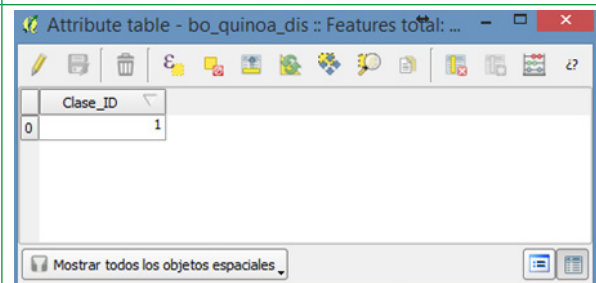 Attribute table - bo_quinoa_dis :: Features total: ...
Clase_ID
0 1
Mostrar todos los objetos espaciales